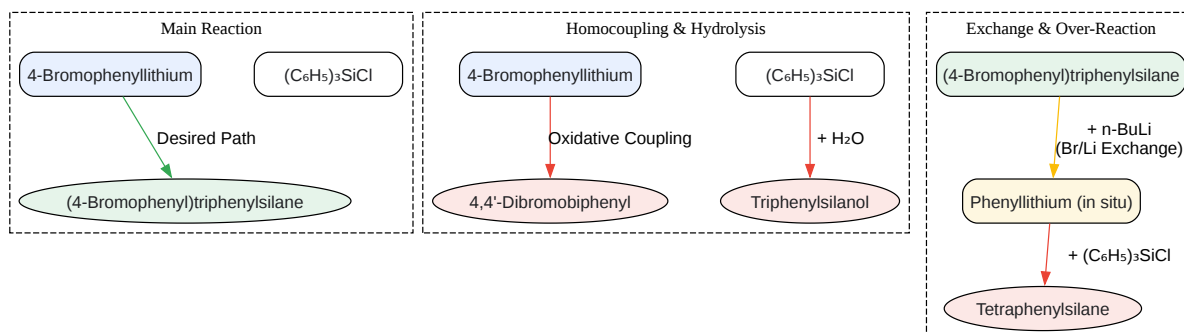 Main Reaction
4-Bromophenyllithium
(C₆H₅)₃SiCl
Desired Path
(4-Bromophenyl)triphenylsilane
Homocoupling & Hydrolysis
4-Bromophenyllithium
(C₆H₅)₃SiCl
Oxidative Coupling
+ H₂O
4,4'-Dibromobiphenyl
Triphenylsilanol
Exchange & Over-Reaction
(4-Bromophenyl)triphenylsilane
+ n-BuLi
(Br/Li Exchange)
Phenyllithium (in situ)
+ (C₆H₅)₃SiCl
Tetraphenylsilane